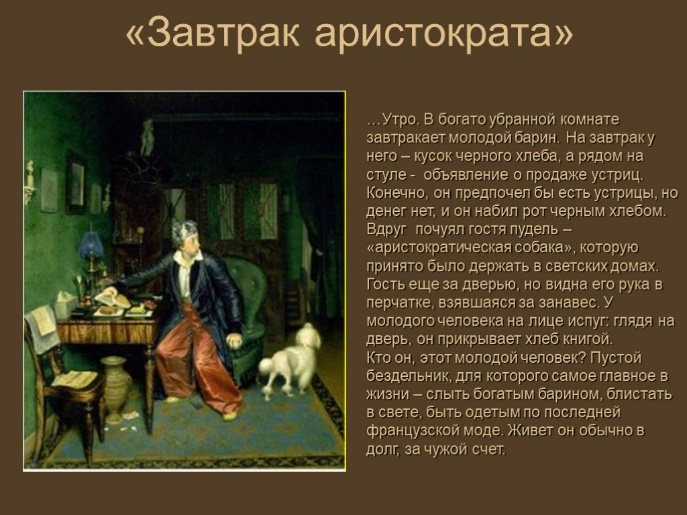 «Завтрак аристократа»
…Утро. В богато убранной комнате
завтракает молодой барин. На завтрак у
него – кусок черного хлеба, а рядом на
стуле - объявление о продаже устриц.
Конечно, он предпочел бы есть устрицы, но
денег нет, и он набил рот черным хлебом.
Вдруг почуял гостя пудель –
«аристократическая собака», которую
принято было держать в светских домах.
Гость еще за дверью, но видна его рука в
перчатке, взявшаяся за занавес. У
молодого человека на лице испуг: глядя на
дверь, он прикрывает хлеб книгой.
Кто он, этот молодой человек? Пустой
бездельник, для которого самое главное в
жизни – слыть богатым барином, блистать
в свете, быть одетым по последней
французской моде. Живет он обычно в
долг, за чужой счет.